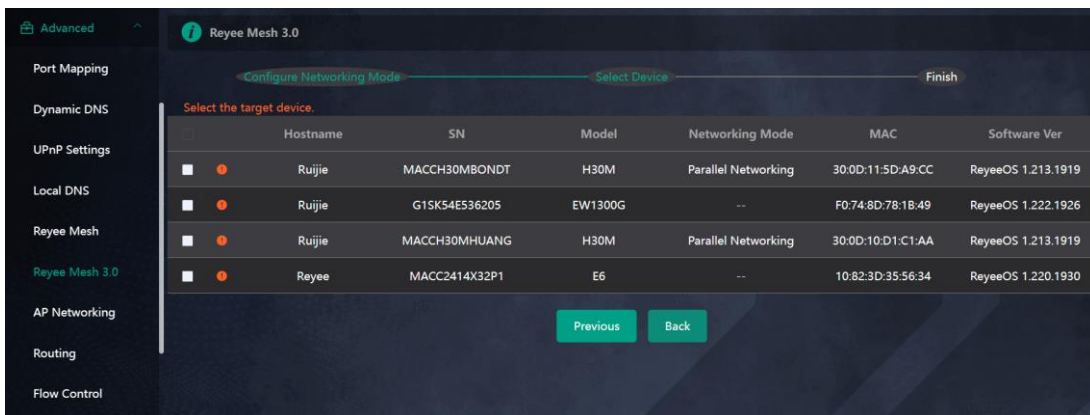 Advanced
Port Mapping
Dynamic DNS
UPnP Settings
Local DNS
Reyee Mesh
Reyee Mesh 3.0
AP Networking
Routing
Flow Control
Reyee Mesh 3.0
Configure Networking Mode Select Device Finish
Select the target device.
Hostname SN Model Networking Mode MAC Software Ver
Ruijie MACCH30MBONDT H30M Parallel Networking 30:0D:11:5D:A9:CC ReyeeOS 1.213.1919
Ruijie G1SK54E536205 EW1300G -- F0:74:8D:78:1B:49 ReyeeOS 1.222.1926
Ruijie MACCH30MHUANG H30M Parallel Networking 30:0D:10:D1:C1:AA ReyeeOS 1.213.1919
Reyee MACC2414X32P1 E6 -- 10:82:3D:35:56:34 ReyeeOS 1.220.1930
Previous Back